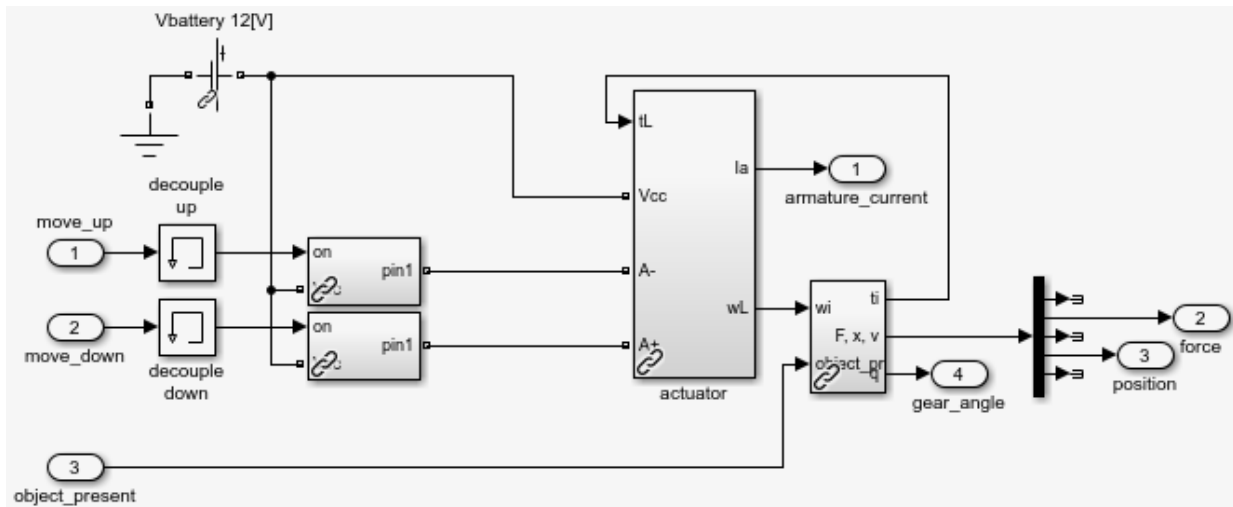 Vbattery 12[V]
decouple
up
move_up
1
on
pin1
2
move_down
decouple
down
on
pin1
3
object_present
tL
Vcc
A-
A+
Ia
wL
actuator
1
armature_current
wi
ti
F, x, v
q
4
gear_angle
2
force
3
position